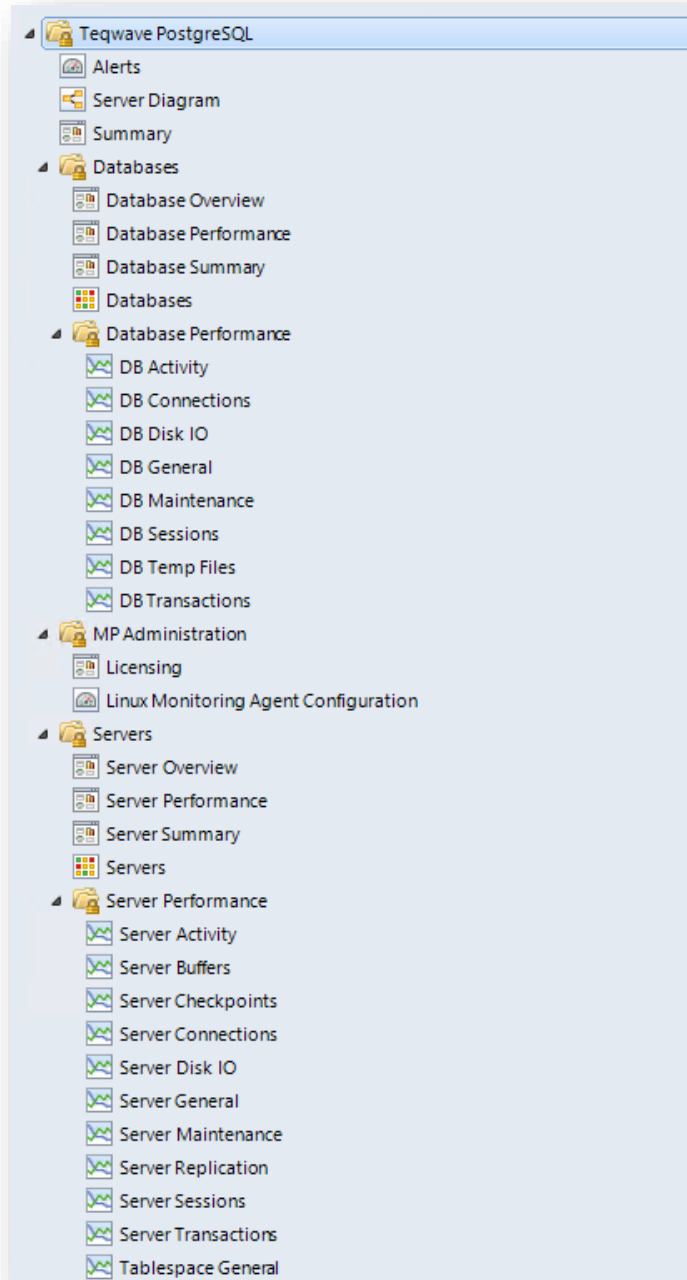 Teqwave PostgreSQL
Alerts
Server Diagram
Summary
Databases
Database Overview
Database Performance
Database Summary
Databases
Database Performance
DB Activity
DB Connections
DB Disk IO
DB General
DB Maintenance
DB Sessions
DB Temp Files
DB Transactions
MP Administration
Licensing
Linux Monitoring Agent Configuration
Servers
Server Overview
Server Performance
Server Summary
Servers
Server Performance
Server Activity
Server Buffers
Server Checkpoints
Server Connections
Server Disk IO
Server General
Server Maintenance
Server Replication
Server Sessions
Server Transactions
Tablespace General